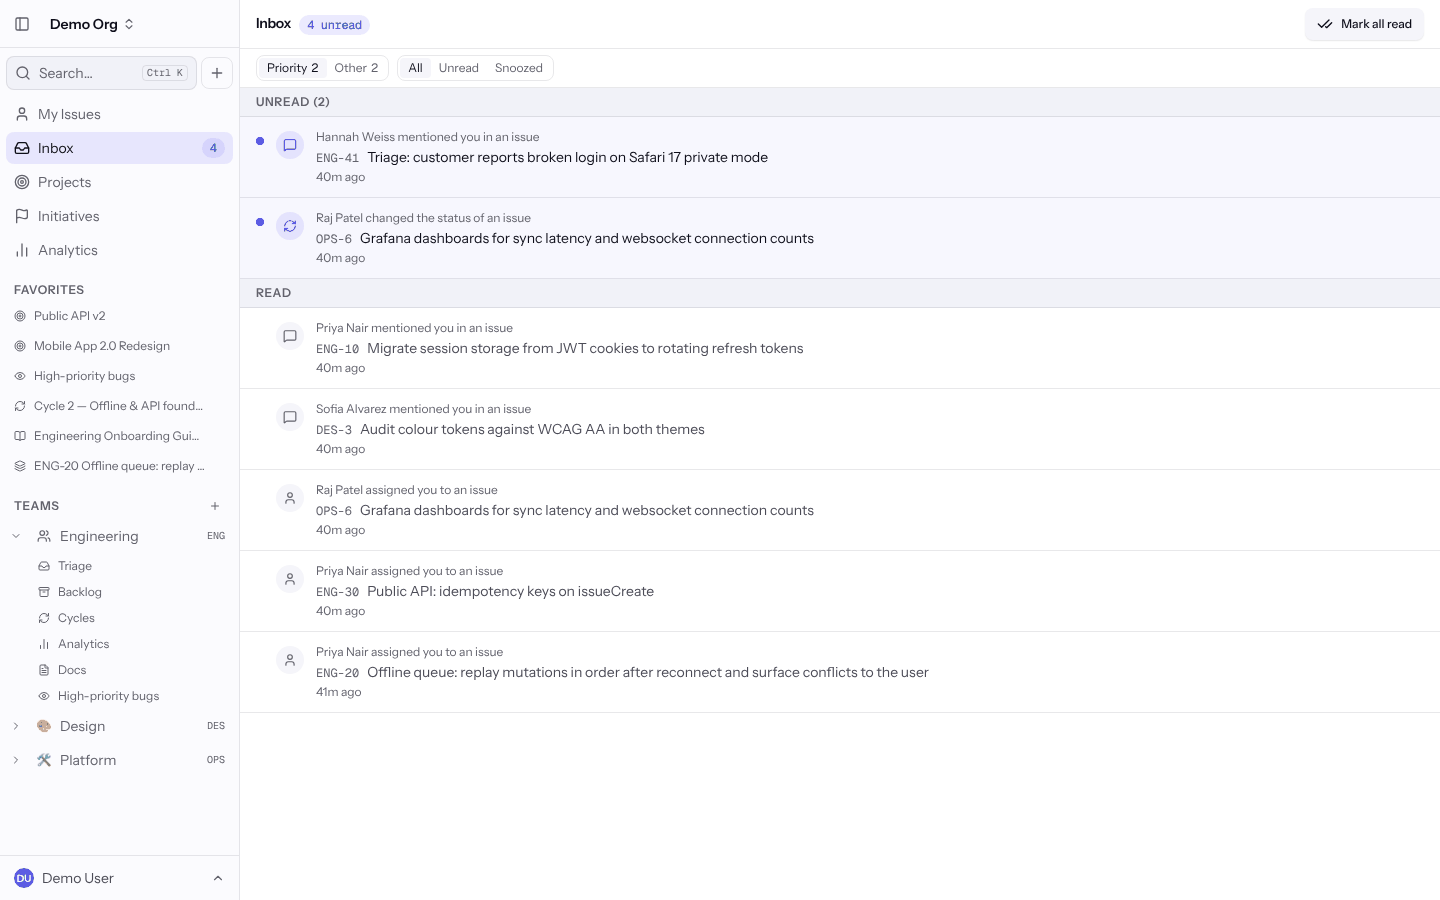 Demo Org
Search...
Ctrl K
My Issues
Inbox
4
Projects
Initiatives
Analytics
FAVORITES
Public API v2
Mobile App 2.0 Redesign
High-priority bugs
Cycle 2 — Offline & API found...
Engineering Onboarding Gui...
ENG-20 Offline queue: replay ...
TEAMS
Engineering
ENG
Triage
Backlog
Cycles
Analytics
Docs
High-priority bugs
Design
DES
Platform
OPS
DU
Demo User
Inbox
4 unread
Mark all read
Priority 2
Other 2
All
Unread
Snoozed
UNREAD (2)
Hannah Weiss mentioned you in an issue
ENG-41 Triage: customer reports broken login on Safari 17 private mode
40m ago
Raj Patel changed the status of an issue
OPS-6 Grafana dashboards for sync latency and websocket connection counts
40m ago
READ
Priya Nair mentioned you in an issue
ENG-10 Migrate session storage from JWT cookies to rotating refresh tokens
40m ago
Sofia Alvarez mentioned you in an issue
DES-3 Audit colour tokens against WCAG AA in both themes
40m ago
Raj Patel assigned you to an issue
OPS-6 Grafana dashboards for sync latency and websocket connection counts
40m ago
Priya Nair assigned you to an issue
ENG-30 Public API: idempotency keys on issueCreate
40m ago
Priya Nair assigned you to an issue
ENG-20 Offline queue: replay mutations in order after reconnect and surface conflicts to the user
41m ago